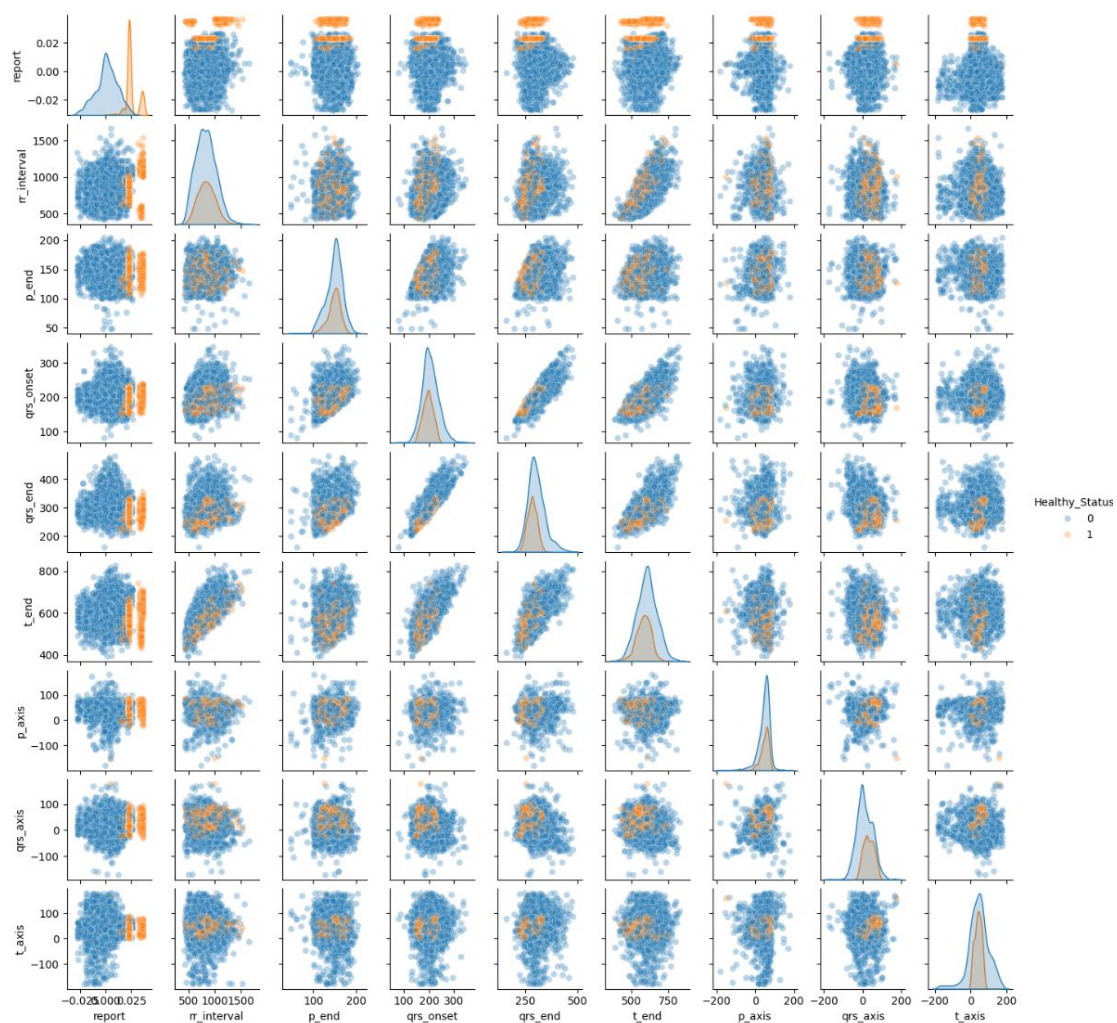 report
0.02
0.00
−0.02
rr_interval
1500
1000
500
p_end
200
150
100
50
qrs_onset
300
200
100
qrs_end
400
300
200
t_end
800
600
400
p_axis
100
0
−100
qrs_axis
100
0
−100
t_axis
100
0
−100
Healthy_Status
0
1
−0.025 0.000 0.025
500 1000 1500
100 200
100 200 300
250 500
500 750
−200 0 200
−200 0 200
−200 0 200
report rr_interval p_end qrs_onset qrs_end t_end p_axis qrs_axis t_axis